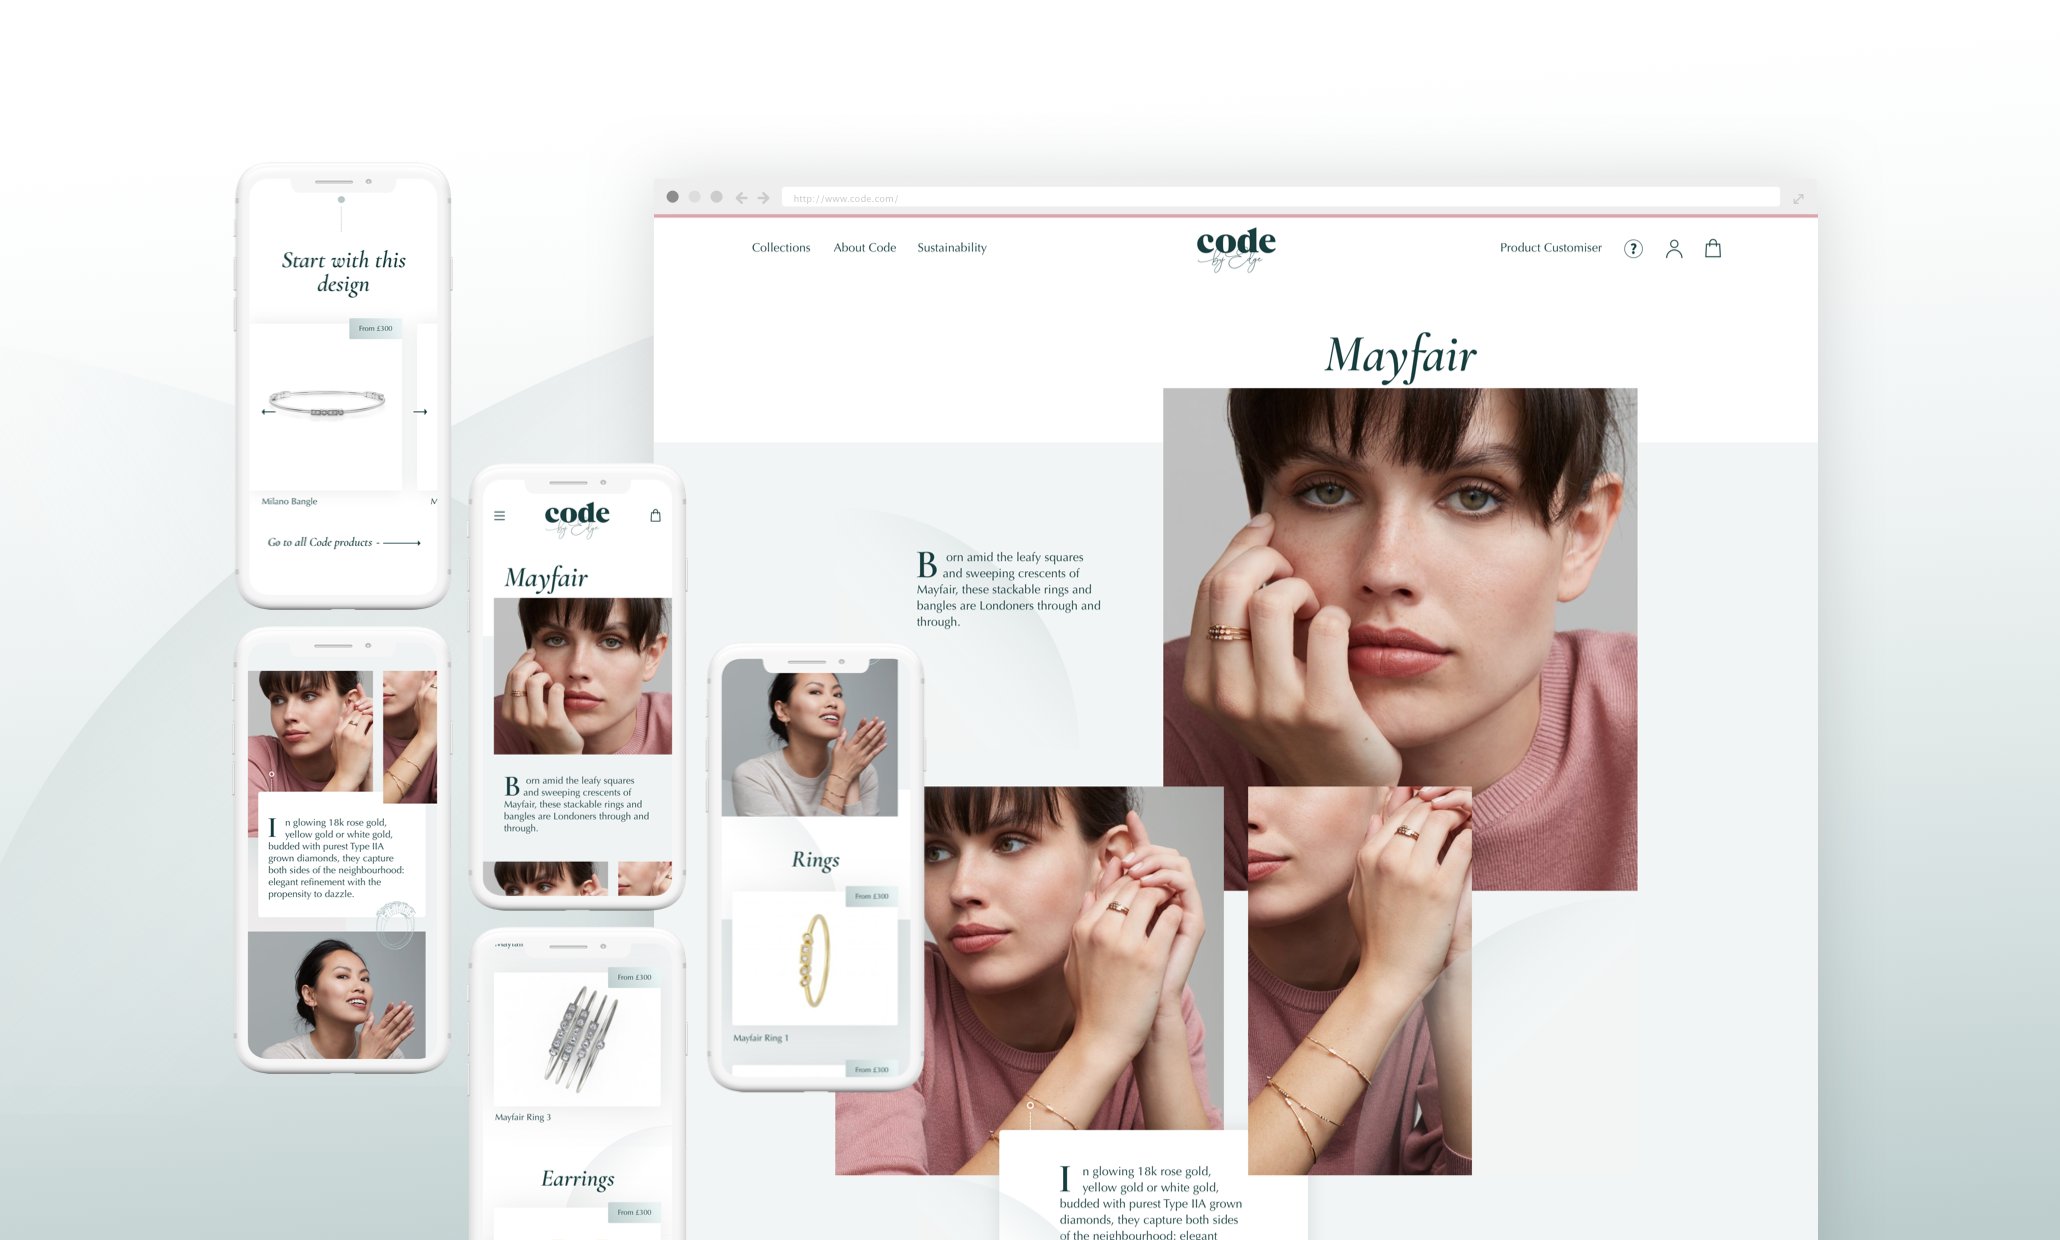 Start with this
design
From £300
Milano Bangle
M
Go to all Code products -
n glowing 18k rose gold,
In yellow gold or white gold,
budded with purest Type IIA
grown diamonds, they capture
both sides of the neighbourhood:
elegant refinement with the
propensity to dazzle.
code
by Edge
Mayfair
Born amid the leafy squares
and sweeping crescents of
Mayfair, these stackable rings and
bangles are Londoners through and
through.
Mayfair
From £300
Mayfair Ring 3
Earrings
From £300
Rings
From £300
Mayfair Ring 1
From £300
http://www.code.com/
Collections About Code Sustainability
code
by Edge
Product Customiser ?
Mayfair
Born amid the leafy squares
and sweeping crescents of
Mayfair, these stackable rings and
bangles are Londoners through and
through.
In glowing 18k rose gold,
yellow gold or white gold,
budded with purest Type IIA grown
diamonds, they capture both sides
of the neighbourhood: elegant